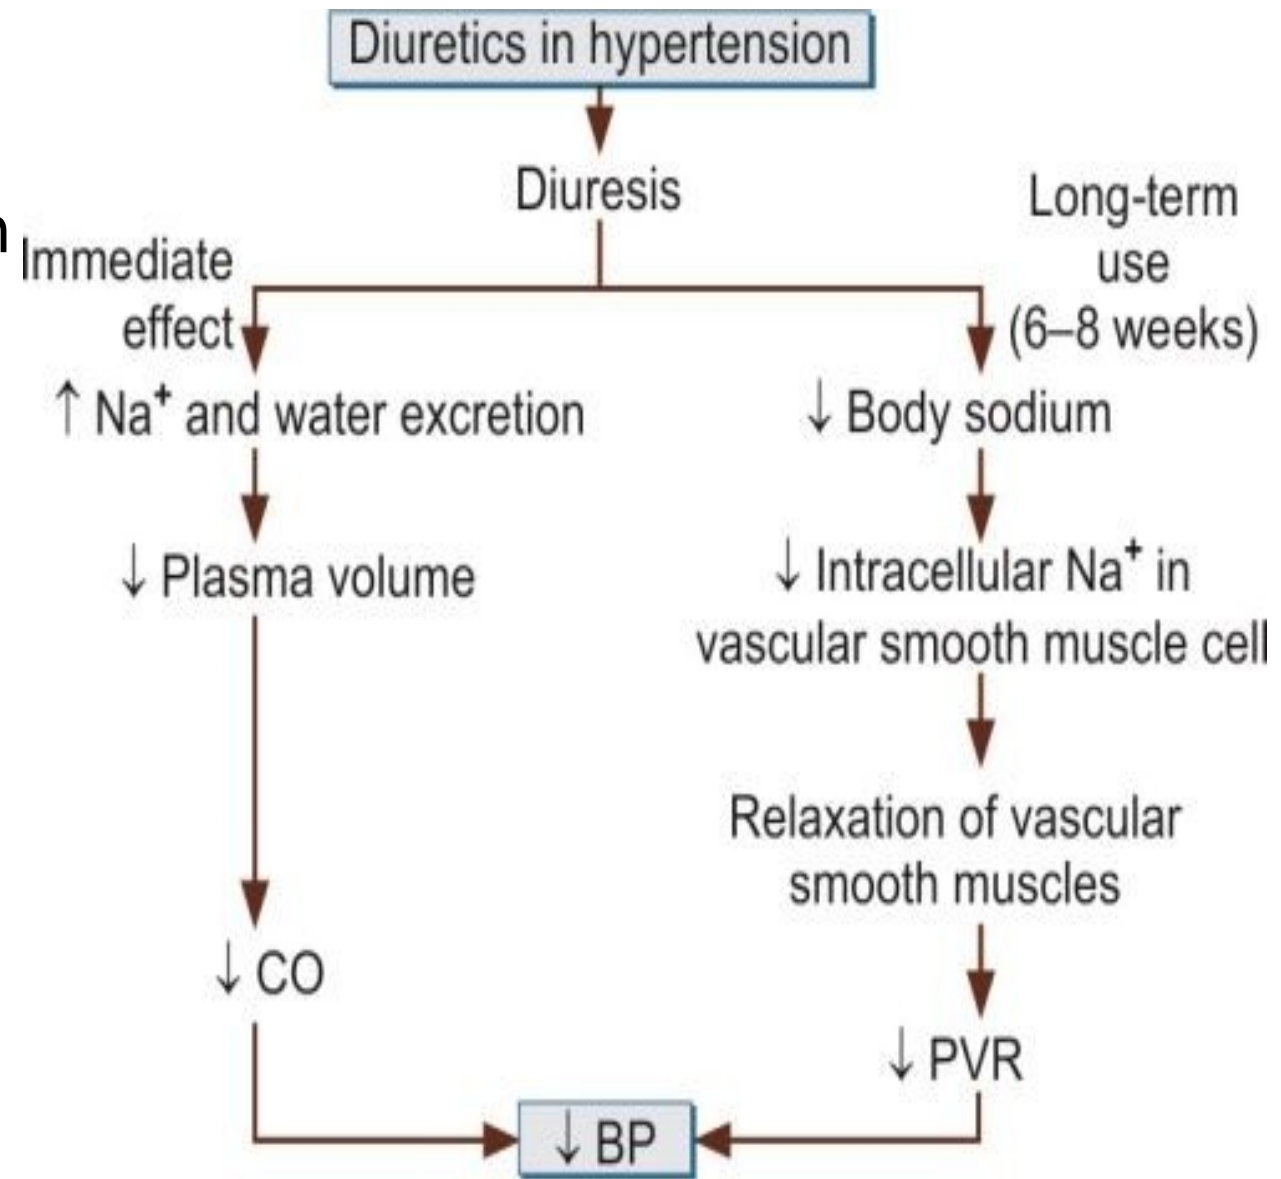 Diuretics in hypertension
Diuresis
n
Immediate
effect
↑ Na⁺ and water excretion
↓ Plasma volume
↓ CO
Long-term
use
(6–8 weeks)
↓ Body sodium
↓ Intracellular Na⁺ in
vascular smooth muscle cell
Relaxation of vascular
smooth muscles
↓ PVR
↓ BP